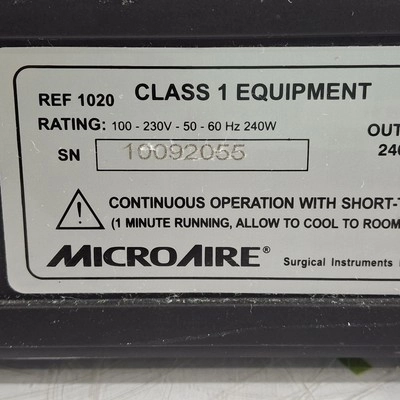 REF 1020 CLASS 1 EQUIPMENT
RATING: 100 - 230V - 50 - 60 Hz 240W
OUT
SN 10092055
240
CONTINUOUS OPERATION WITH SHORT-T
(1 MINUTE RUNNING, ALLOW TO COOL TO ROOM
MICROAIRE® Surgical Instruments